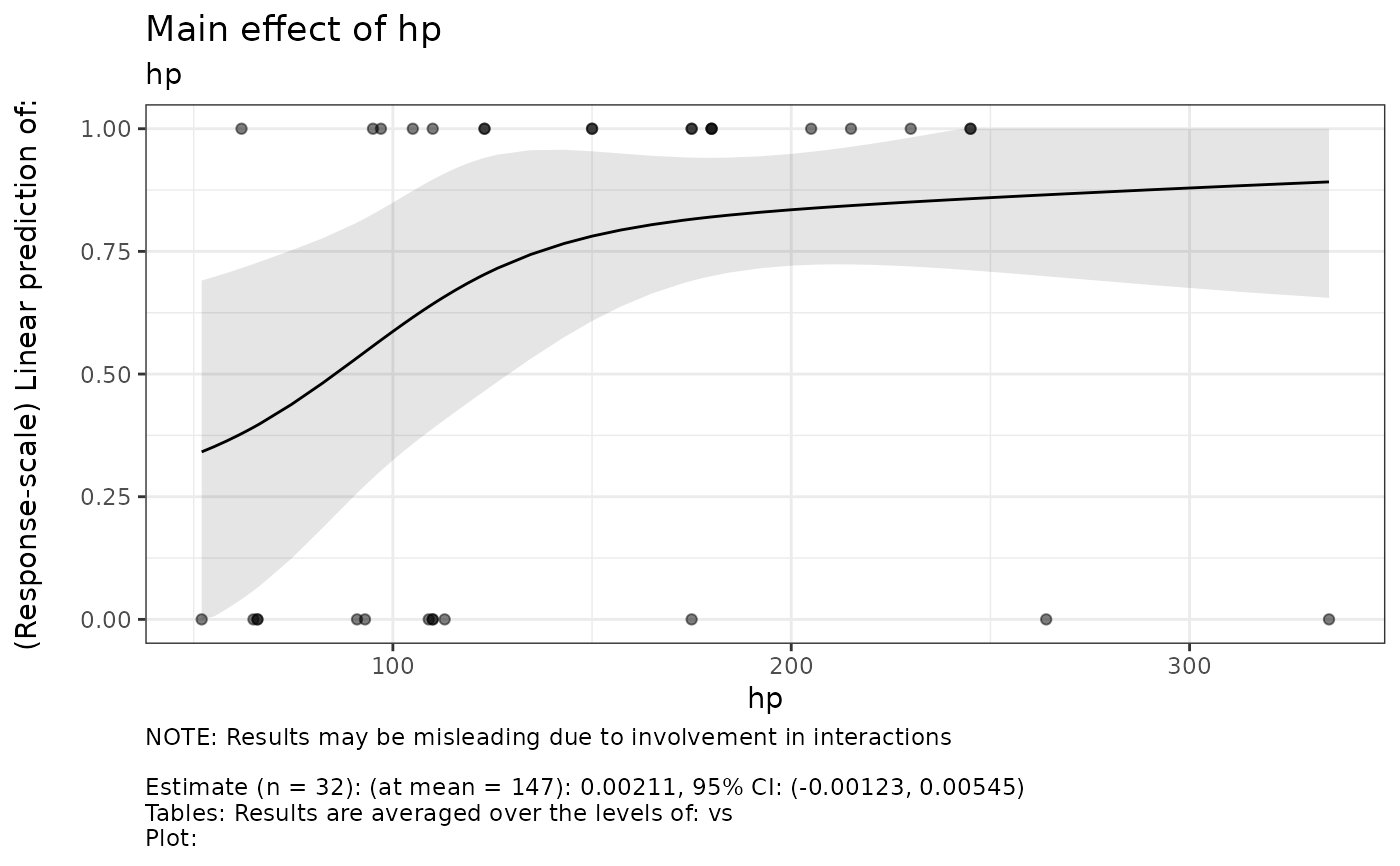 Main effect of hp
hp
(Response-scale) Linear prediction of:
1.00
0.75
0.50
0.25
0.00
100 200 300
hp
NOTE: Results may be misleading due to involvement in interactions
Estimate (n = 32): (at mean = 147): 0.00211, 95% CI: (-0.00123, 0.00545)
Tables: Results are averaged over the levels of: vs
Plot: